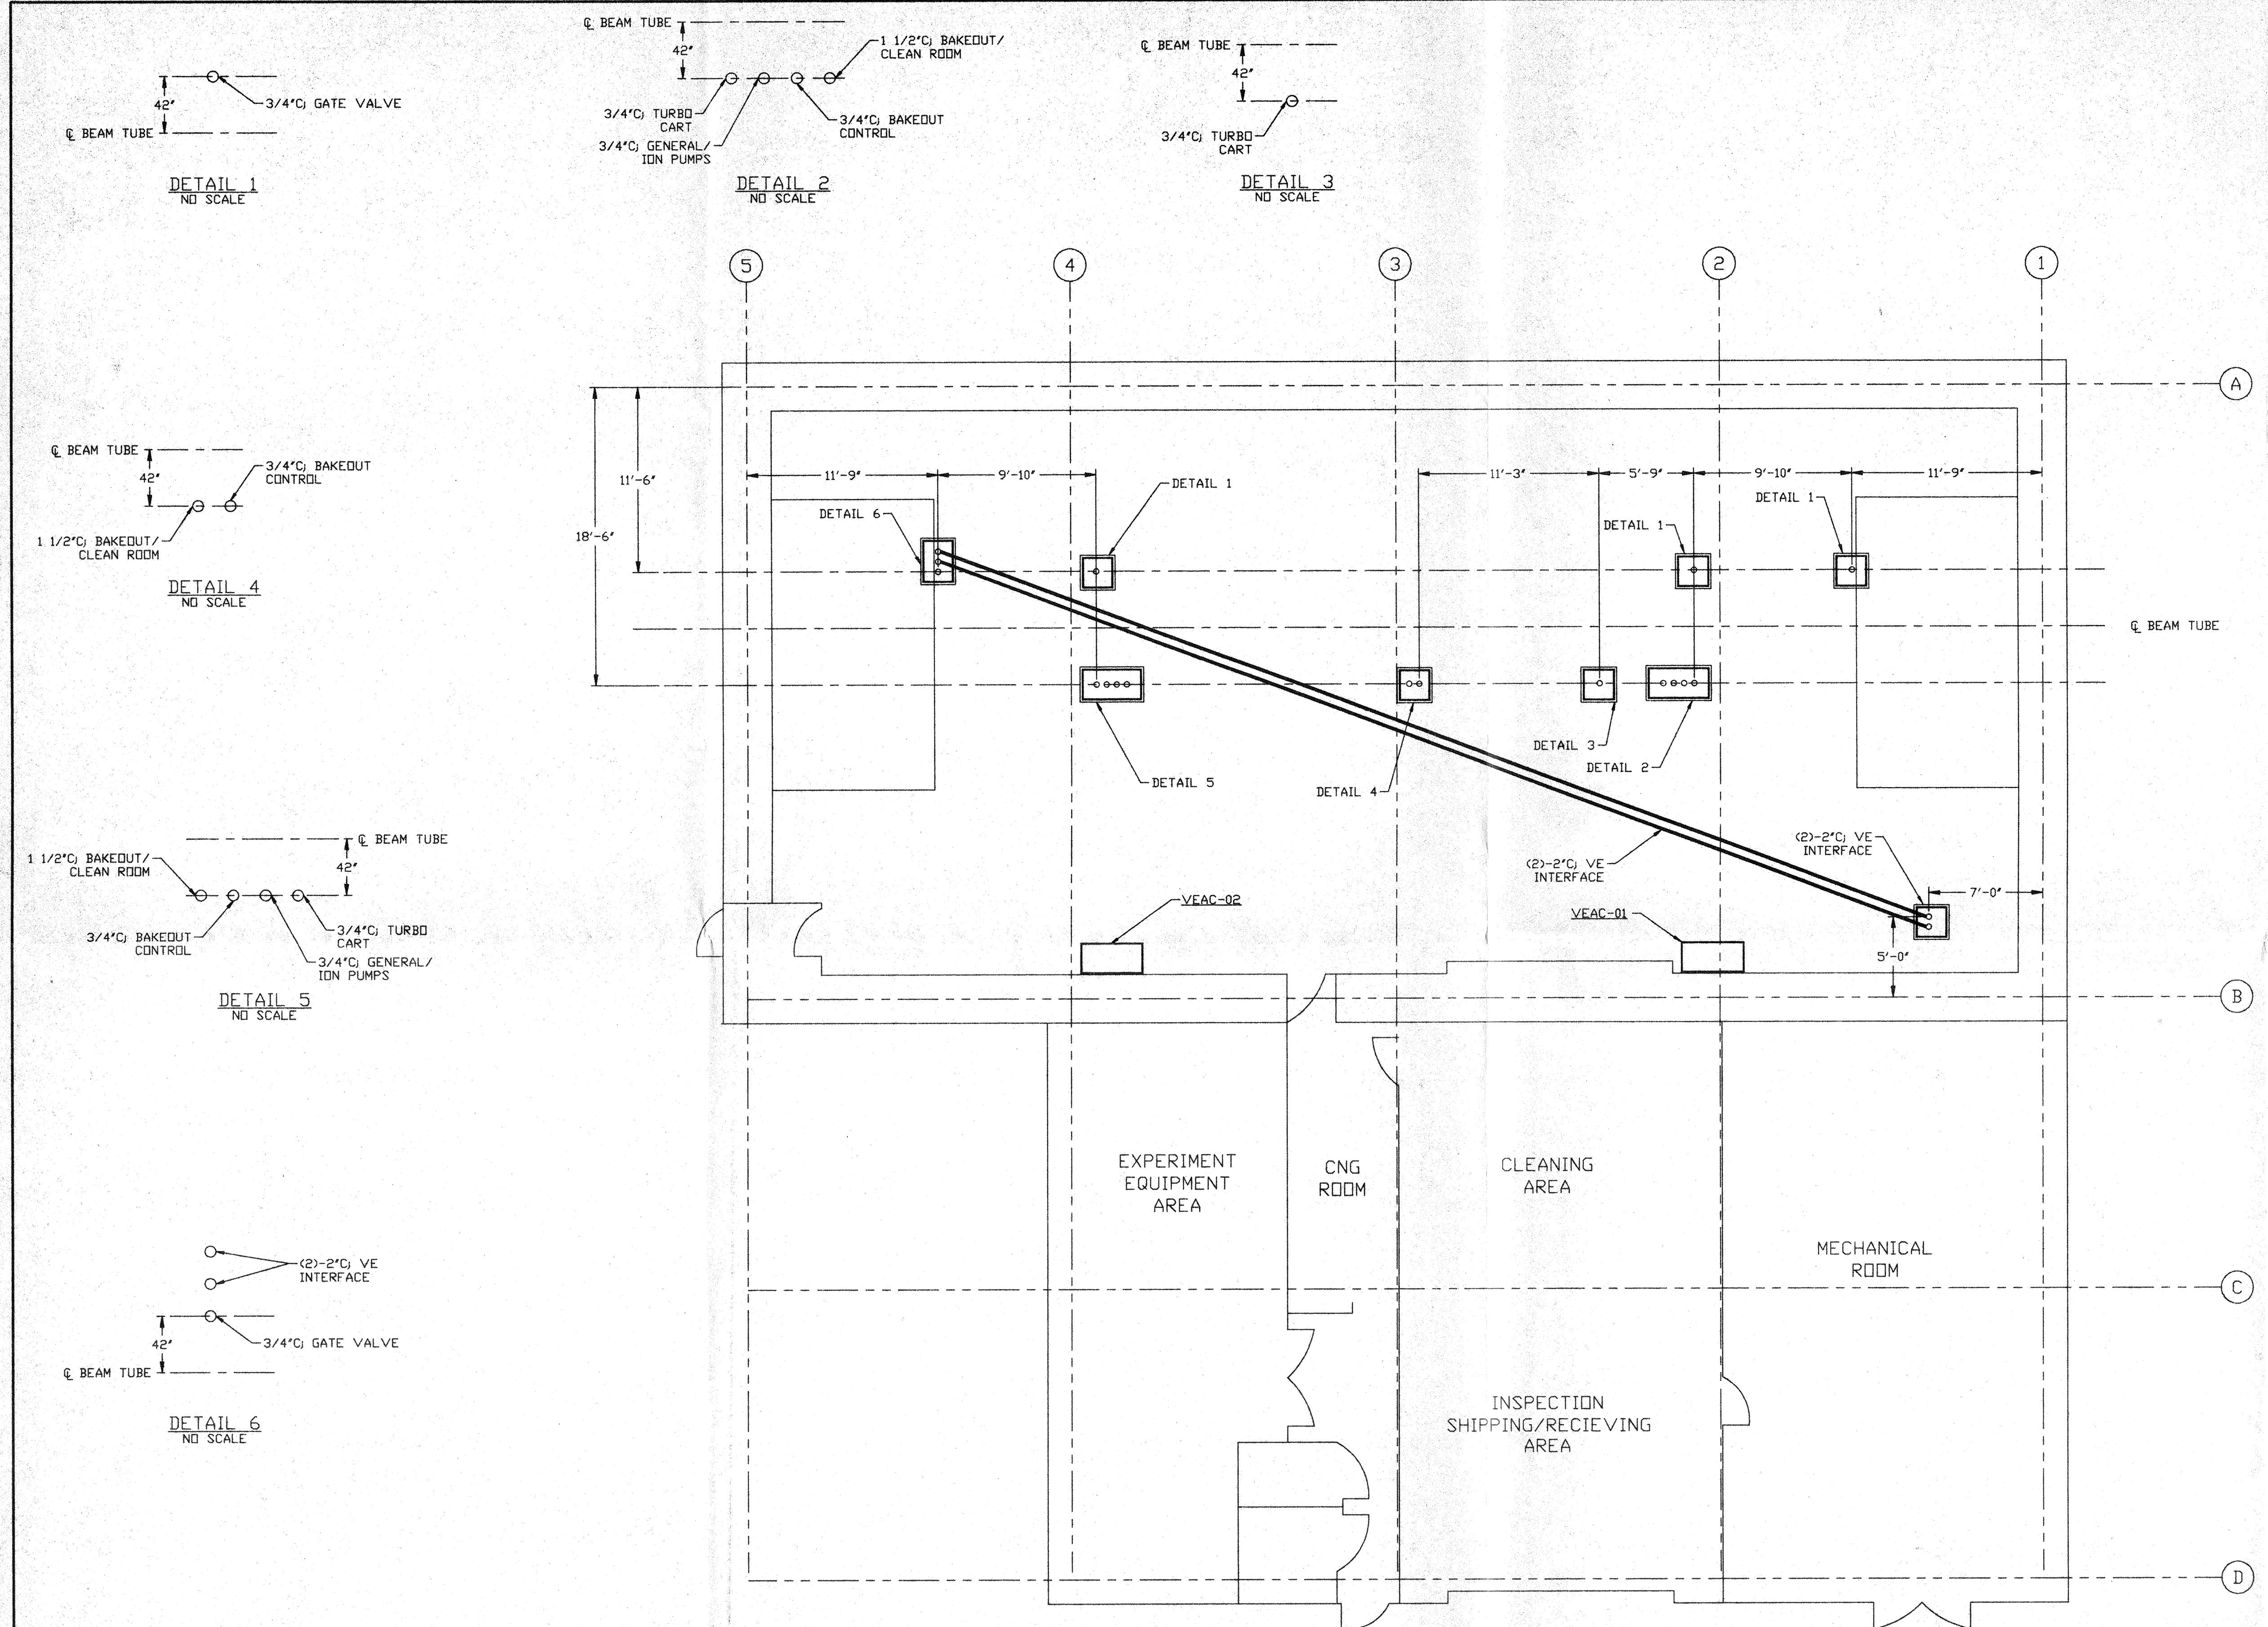 ℄ BEAM TUBE
42"
1 1/2"C; BAKEOUT/
CLEAN ROOM
3/4"C; TURBO
CART
3/4"C; GENERAL/
ION PUMPS
3/4"C; BAKEOUT
CONTROL
DETAIL 2
NO SCALE
℄ BEAM TUBE
42"
3/4"C; TURBO
CART
DETAIL 3
NO SCALE
42"
3/4"C; GATE VALVE
℄ BEAM TUBE
DETAIL 1
NO SCALE
5
4
3
2
1
A
℄ BEAM TUBE
42"
3/4"C; BAKEOUT
CONTROL
1 1/2"C; BAKEOUT/
CLEAN ROOM
DETAIL 4
NO SCALE
11'-6"
18'-6"
11'-9"
9'-10"
11'-3"
5'-9"
9'-10"
11'-9"
DETAIL 6
DETAIL 1
DETAIL 1
DETAIL 1
℄ BEAM TUBE
DETAIL 5
DETAIL 4
DETAIL 3
DETAIL 2
(2)-2"C; VE
INTERFACE
(2)-2"C; VE
INTERFACE
7'-0"
5'-0"
VEAC-02
VEAC-01
B
℄ BEAM TUBE
42"
1 1/2"C; BAKEOUT/
CLEAN ROOM
3/4"C; BAKEOUT
CONTROL
3/4"C; TURBO
CART
3/4"C; GENERAL/
ION PUMPS
DETAIL 5
NO SCALE
EXPERIMENT
EQUIPMENT
AREA
CNG
ROOM
CLEANING
AREA
MECHANICAL
ROOM
C
(2)-2"C; VE
INTERFACE
42"
3/4"C; GATE VALVE
℄ BEAM TUBE
DETAIL 6
NO SCALE
INSPECTION
SHIPPING/RECIEVING
AREA
D